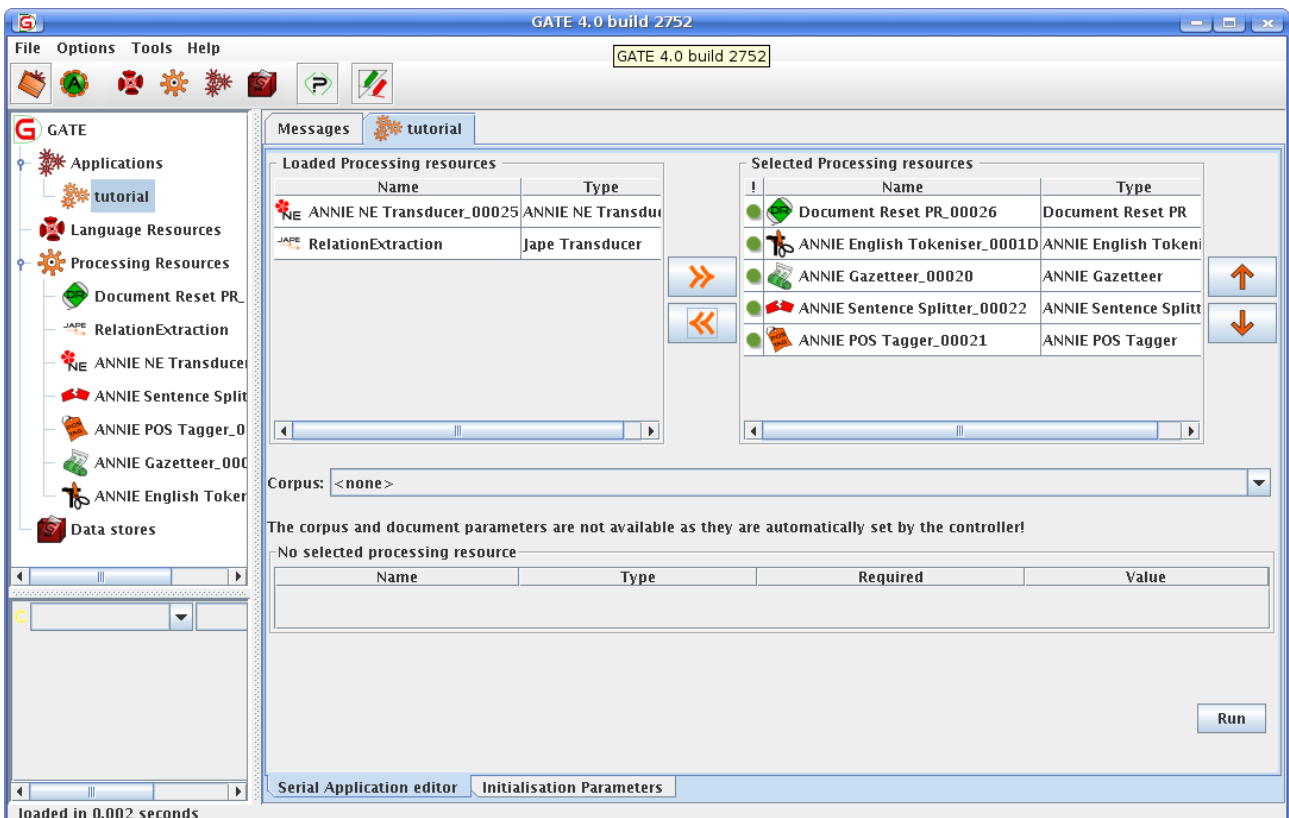 GATE 4.0 build 2752
File Options Tools Help
GATE 4.0 build 2752
GATE
Applications
tutorial
Language Resources
Processing Resources
Document Reset PR_
RelationExtraction
ANNIE NE Transducer
ANNIE Sentence Split
ANNIE POS Tagger_0
ANNIE Gazetteer_000
ANNIE English Token
Data stores
Messages tutorial
Loaded Processing resources
Name Type
ANNIE NE Transducer_00025 ANNIE NE Transdu
RelationExtraction Jape Transducer
Selected Processing resources
! Name Type
Document Reset PR_00026 Document Reset PR
ANNIE English Tokeniser_0001D ANNIE English Tokeni
ANNIE Gazetteer_00020 ANNIE Gazetteer
ANNIE Sentence Splitter_00022 ANNIE Sentence Splitt
ANNIE POS Tagger_00021 ANNIE POS Tagger
Corpus: <none>
The corpus and document parameters are not available as they are automatically set by the controller!
No selected processing resource
Name Type Required Value
Run
Serial Application editor Initialisation Parameters
loaded in 0.002 seconds